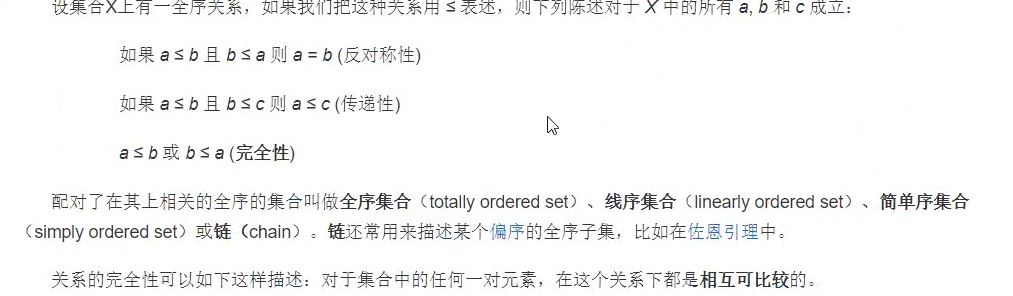 设集合X上有一全序关系，如果我们把这种关系用 ≤ 表述，则下列陈述对于 X 中的所有 a, b 和 c 成立：
如果 a ≤ b 且 b ≤ a 则 a = b (反对称性)
如果 a ≤ b 且 b ≤ c 则 a ≤ c (传递性)
a ≤ b 或 b ≤ a (完全性)
配对了在其上相关的全序的集合叫做全序集合（totally ordered set）、线序集合（linearly ordered set）、简单序集合
（simply ordered set）或链（chain）。链还常用来描述某个偏序的全序子集，比如在佐恩引理中。
关系的完全性可以如下这样描述：对于集合中的任何一对元素，在这个关系下都是相互可比较的。